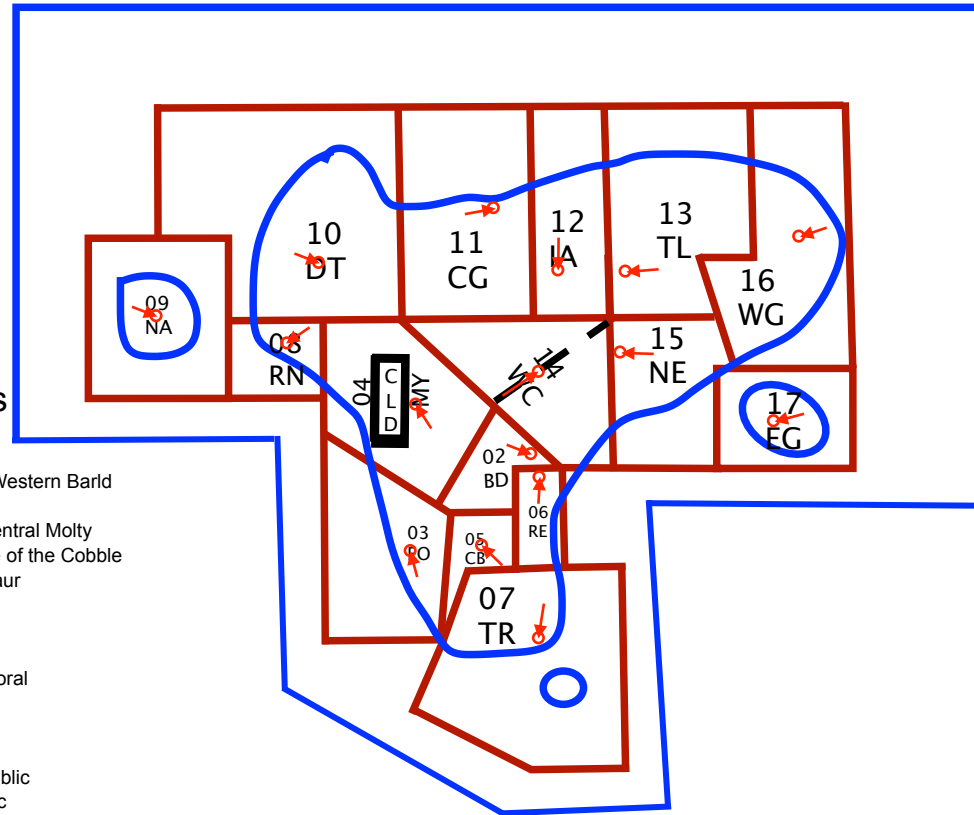 10
DT
11
CG
12
IA
13
TL
16
WG
09
NA
08
RN
04
CLD
MY
14
WC
15
NE
17
EG
02
BD
06
RE
03
05
CB
07
TR
s
Western Barld
entral Molty
of the Cobble
aur
oral
blic
c